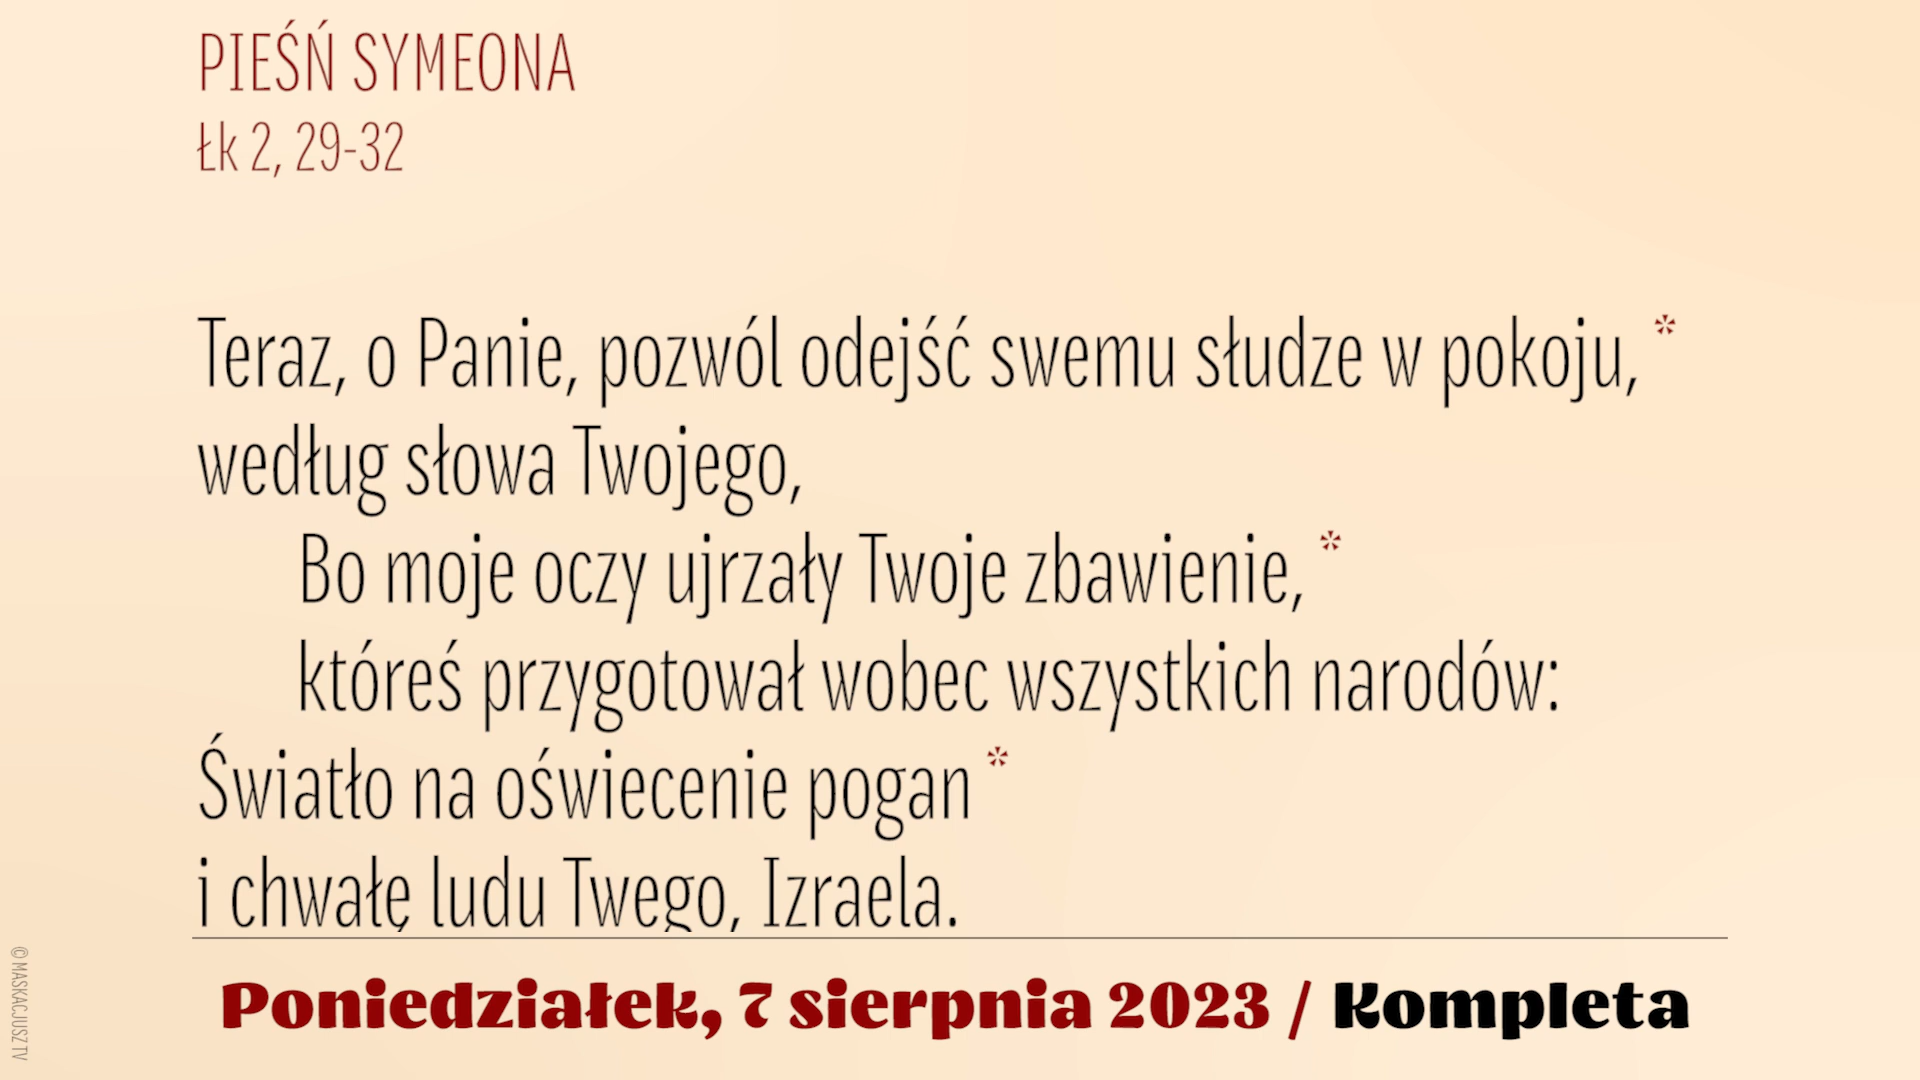 PIEŚŃ SYMEONA
Łk 2, 29-32
Teraz, o Panie, pozwól odejść swemu słudze w pokoju, *
według słowa Twojego,
Bo moje oczy ujrzały Twoje zbawienie, *
któreś przygotował wobec wszystkich narodów:
Światło na oświecenie pogan *
i chwałę ludu Twego, Izraela.
Poniedziałek, 7 sierpnia 2023 / Kompleta
© MASKACJUSZ TV